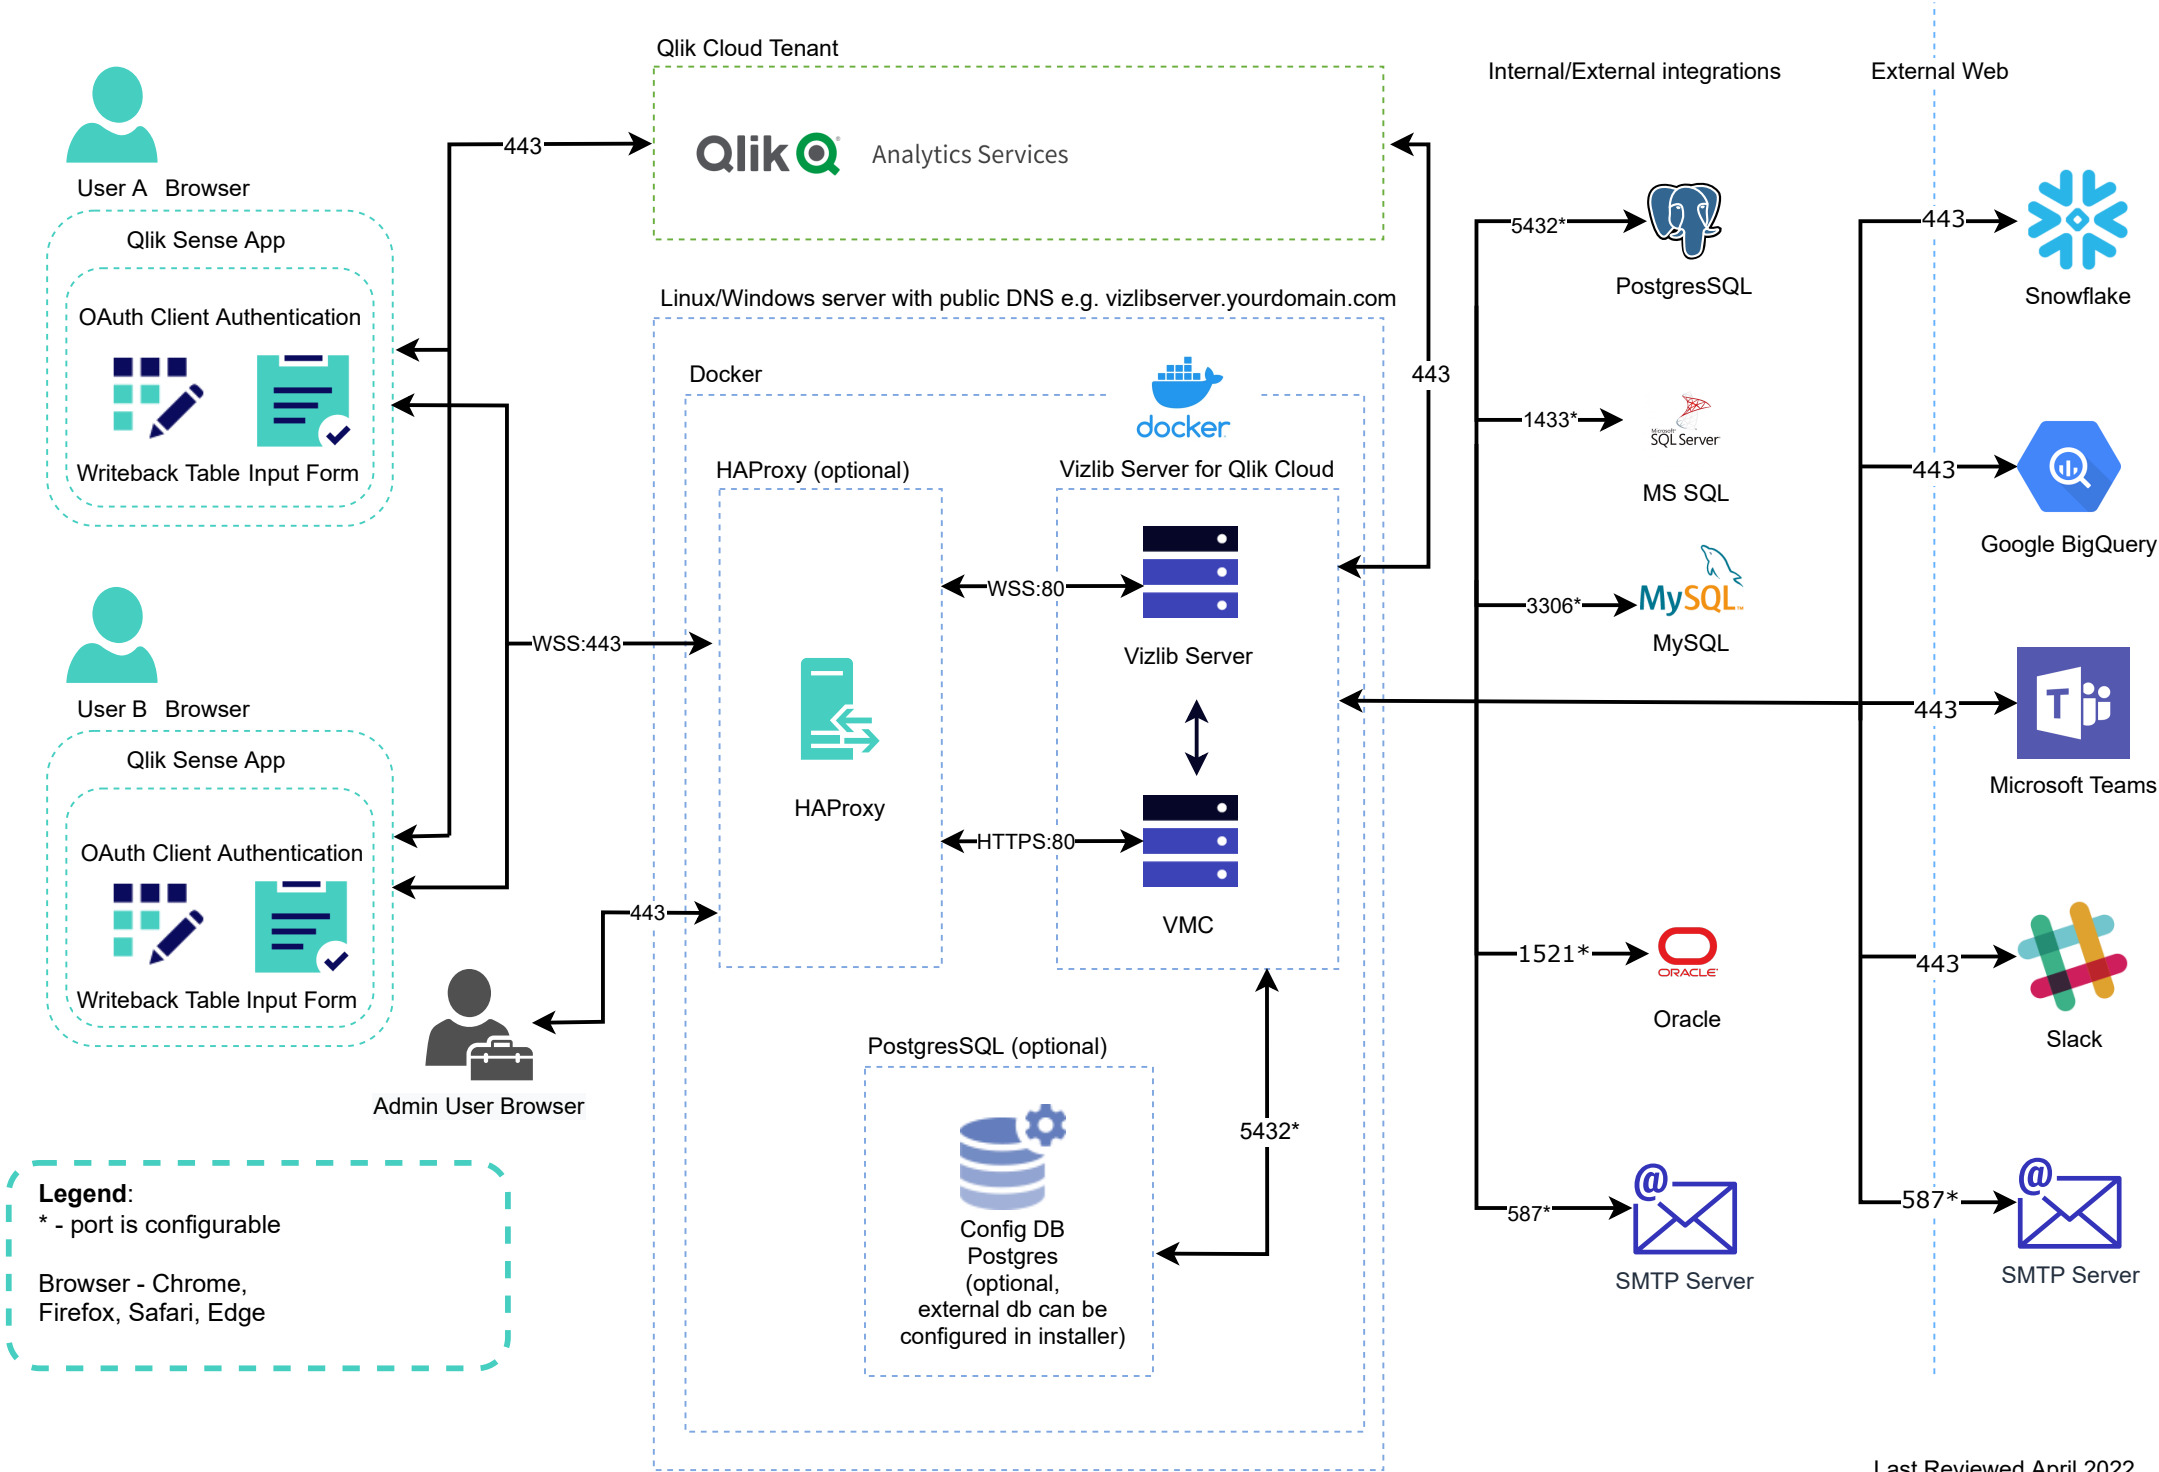 Qlik Cloud Tenant
Internal/External integrations
External Web
Qlik
Analytics Services
443
User A Browser
Qlik Sense App
OAuth Client Authentication
Writeback Table
Input Form
WSS:443
User B Browser
Qlik Sense App
OAuth Client Authentication
Writeback Table
Input Form
443
Admin User Browser
Legend:
* - port is configurable
Browser - Chrome,
Firefox, Safari, Edge
Linux/Windows server with public DNS e.g. vizlibserver.yourdomain.com
Docker
docker
HAProxy (optional)
Vizlib Server for Qlik Cloud
443
WSS:80
Vizlib Server
HAProxy
HTTPS:80
VMC
PostgresSQL (optional)
5432*
Config DB
Postgres
(optional,
external db can be
configured in installer)
5432*
PostgresSQL
1433*
Microsoft
SQL Server
MS SQL
3306*
MySQL™
MySQL
1521*
ORACLE
Oracle
587*
@
SMTP Server
443
Snowflake
443
Google BigQuery
443
T
Microsoft Teams
443
Slack
587*
@
SMTP Server
Last Reviewed April 2022